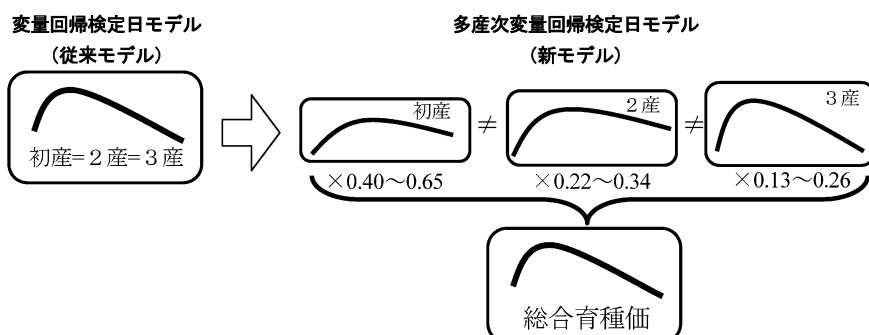 変量回帰検定日モデル
（従来モデル）
初産=２産=３産
多産次変量回帰検定日モデル
（新モデル）
初産
≠
２産
≠
３産
×0.40～0.65
×0.22～0.34
×0.13～0.26
総合育種価